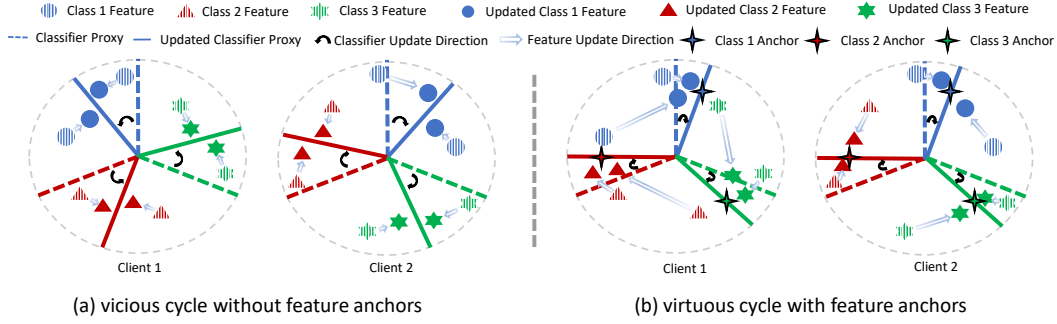 Class 1 Feature Class 2 Feature Class 3 Feature Updated Class 1 Feature Updated Class 2 Feature Updated Class 3 Feature
Classifier Proxy Updated Classifier Proxy Classifier Update Direction Feature Update Direction Class 1 Anchor Class 2 Anchor Class 3 Anchor
Client 1 Client 2 Client 1 Client 2
(a) vicious cycle without feature anchors (b) virtuous cycle with feature anchors